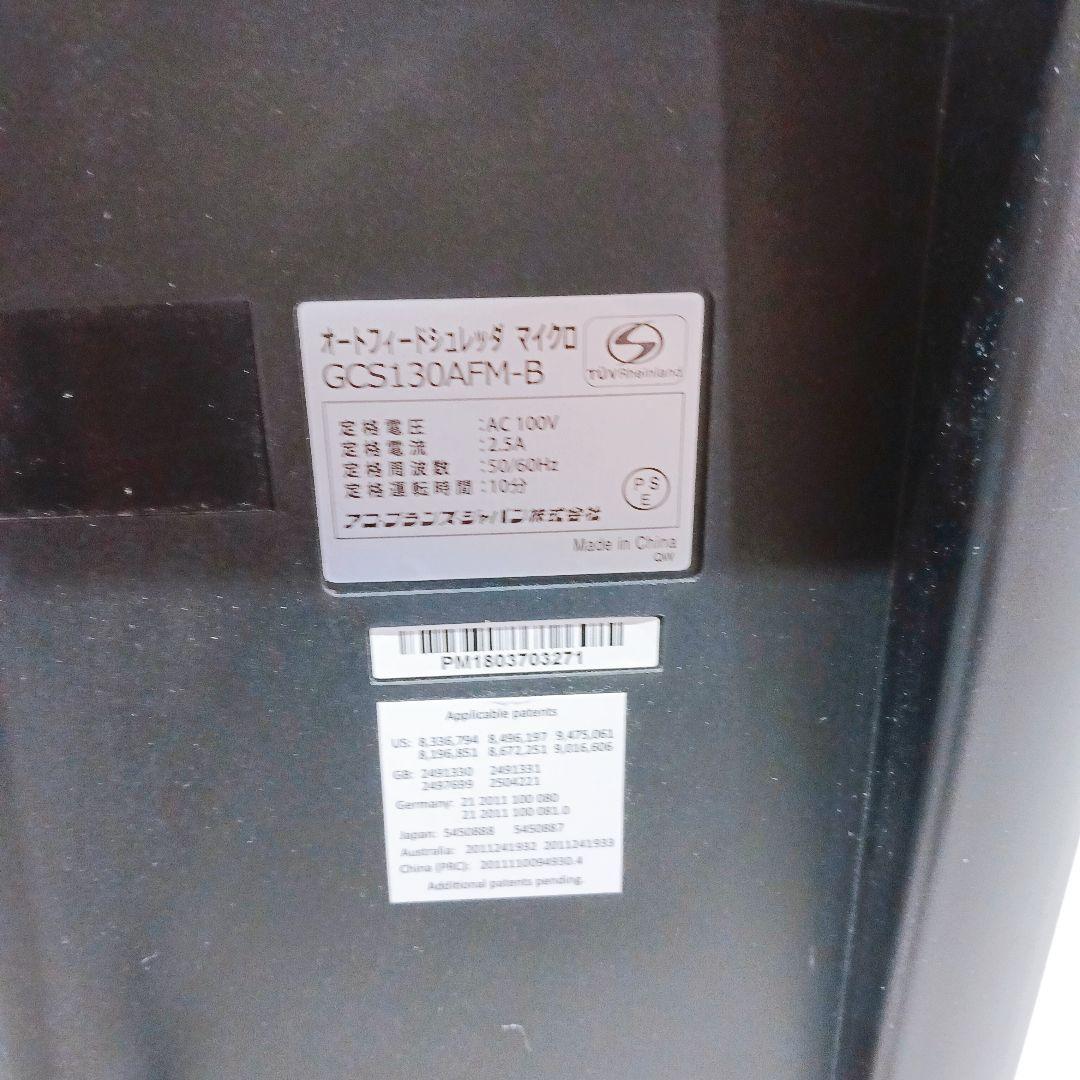 オートフィードシュレッダ マイクロ
GCS130AFM-B
TÜVRheinland
定格電圧 :AC 100V
定格電流 :2.5A
定格周波数 :50/60Hz
定格運転時間 :10分
PS
E
アコ・ブランズ・ジャパン株式会社
Made in China
QW
PM1803703271
Applicable patents
US: 8,336,794 8,496,197 9,475,061
8,196,851 8,672,251 9,016,606
GB: 2491330 2491331
2497699 2504221
Germany: 21 2011 100 080
21 2011 100 081.0
Japan: 5450888 5450887
Australia: 2011241932 2011241933
China (PRC): 201110094930.4
Additional patents pending.